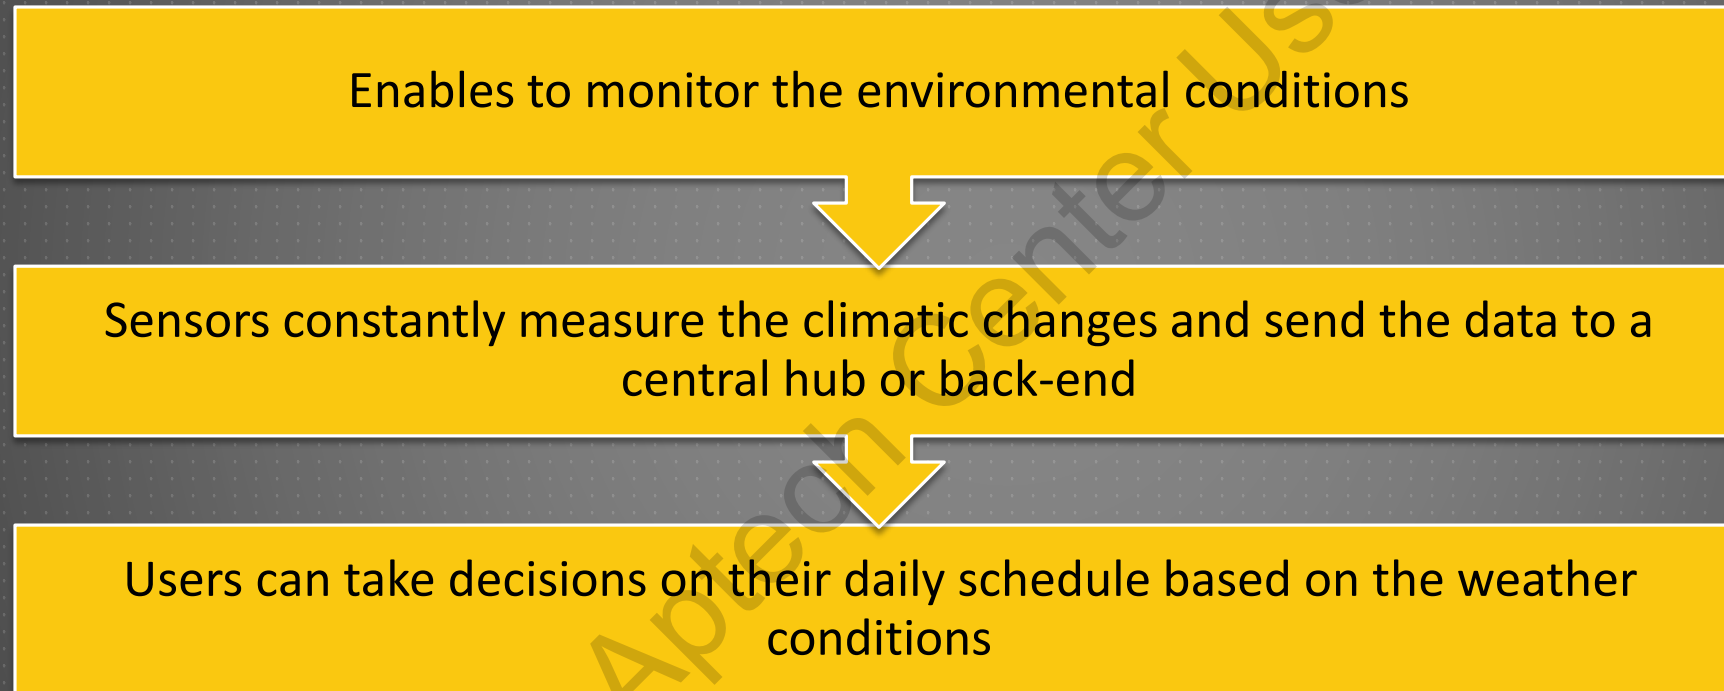 Enables to monitor the environmental conditions
Sensors constantly measure the climatic changes and send the data to a
central hub or back-end
Users can take decisions on their daily schedule based on the weather
conditions
Aptech Center Use